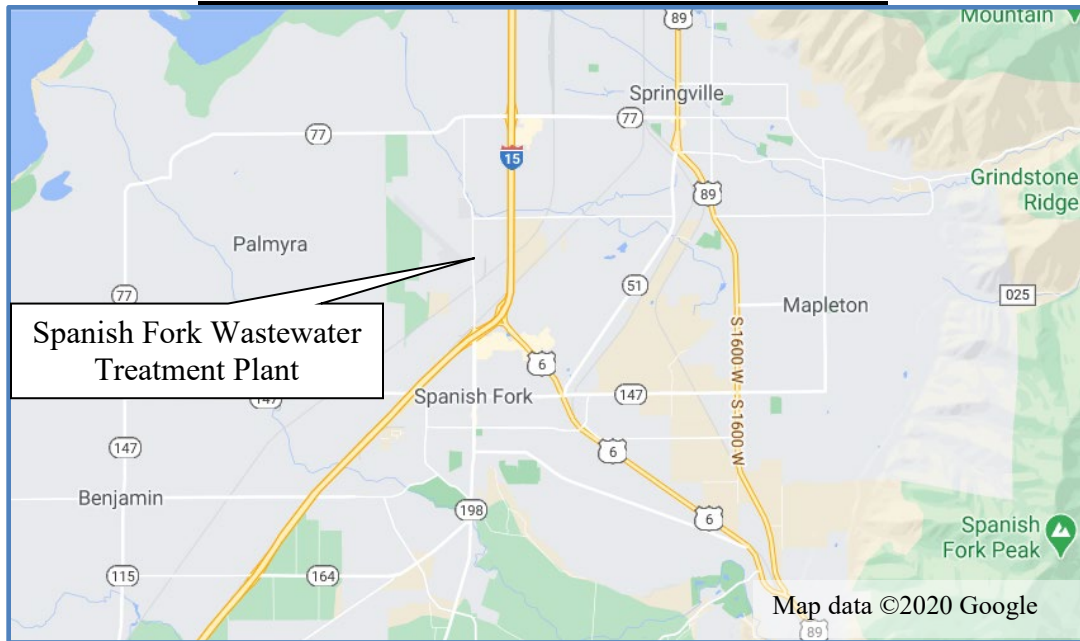 89
Mountain
Springville
77
77
15
Grindstone
Ridge
89
Palmyra
51
77
025
Mapleton
Spanish Fork Wastewater
Treatment Plant
S 1600 W - S 1600 W
6
147
Spanish Fork
147
147
6
Benjamin
198
6
Spanish
Fork Peak
115
164
Map data ©2020 Google
89